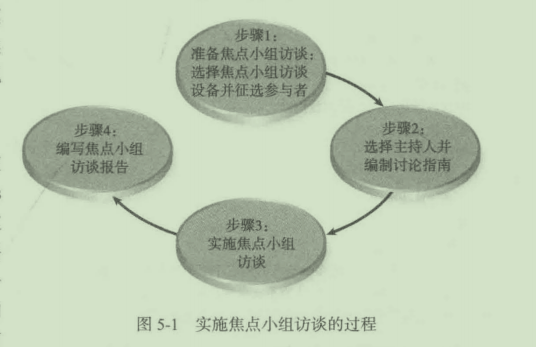 步骤1：
准备焦点小组访谈：
选择焦点小组访谈
设备并征选参与者
步骤2：
选择主持人并
编制讨论指南
步骤3：
实施焦点小组
访谈
步骤4：
编写焦点小组
访谈报告
图 5-1 实施焦点小组访谈的过程